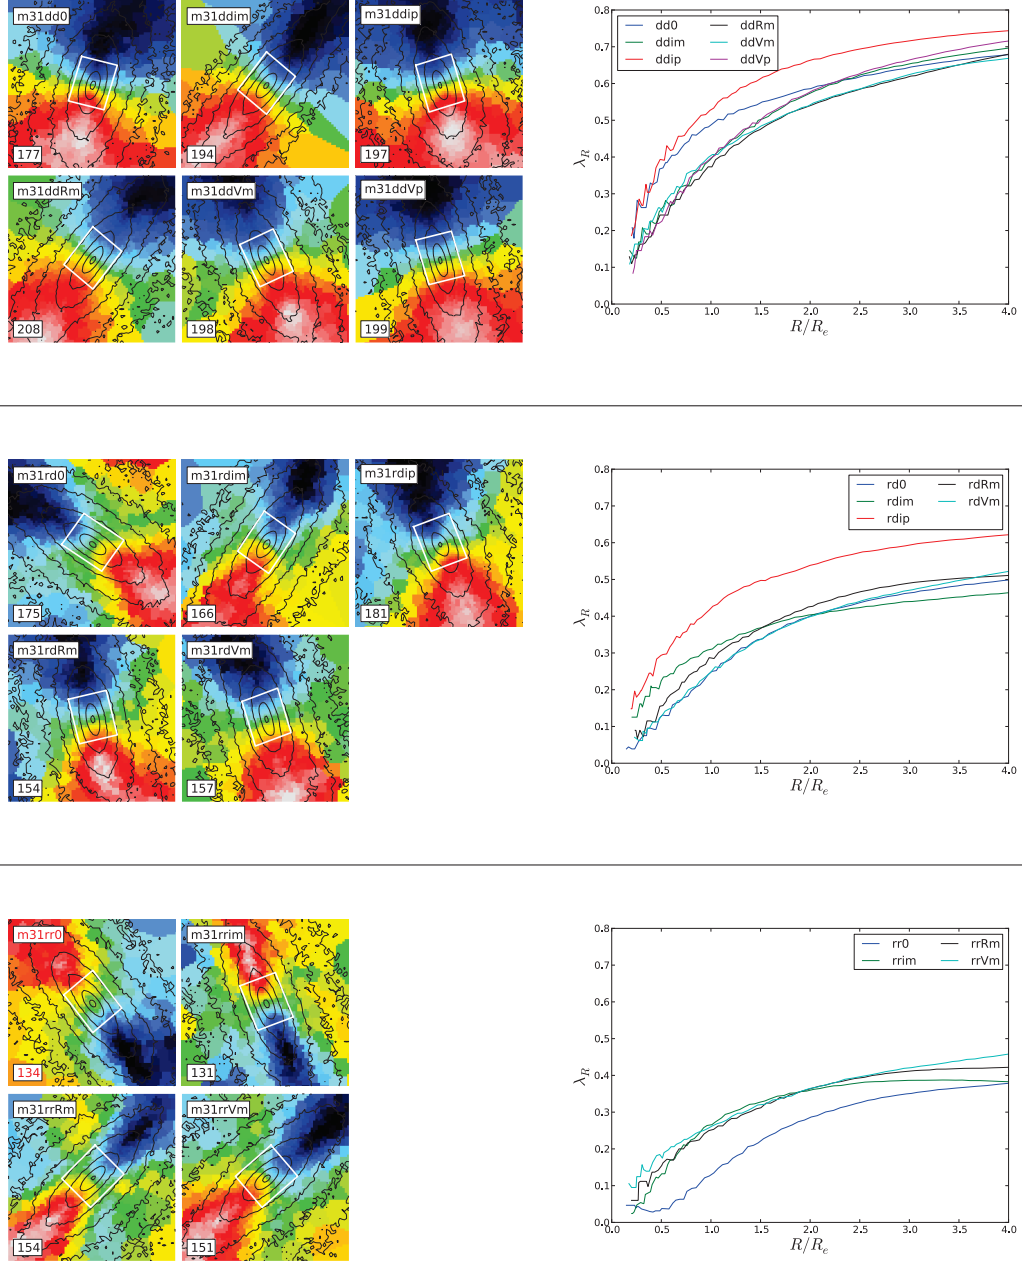 m31dd0 m31ddim m31ddip
177 194 197
m31ddRm m31ddVm m31ddVp
208 198 199
0.8
0.7
0.6
0.5
0.4
0.3
0.2
0.1
0.0
λR
dd0 ddRm
ddim ddVm
ddip ddVp
0.0 0.5 1.0 1.5 2.0 2.5 3.0 3.5 4.0
R/Re
m31rd0 m31rdim m31rdip
175 166 181
m31rdRm m31rdVm
154 157
0.8
0.7
0.6
0.5
0.4
0.3
0.2
0.1
0.0
λR
rd0 rdRm
rdim rdVm
rdip
0.0 0.5 1.0 1.5 2.0 2.5 3.0 3.5 4.0
R/Re
m31rr0 m31rrim
134 131
m31rrRm m31rrVm
154 151
0.8
0.7
0.6
0.5
0.4
0.3
0.2
0.1
0.0
λR
rr0 rrRm
rrim rrVm
0.0 0.5 1.0 1.5 2.0 2.5 3.0 3.5 4.0
R/Re